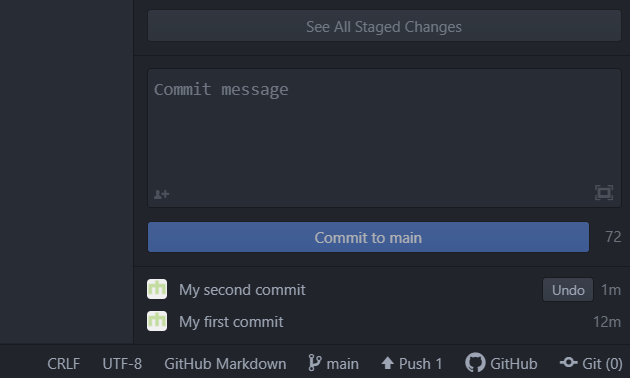 See All Staged Changes
Commit message
Commit to main 72
My second commit Undo 1m
My first commit 12m
CRLF UTF-8 GitHub Markdown main Push 1 GitHub Git (0)